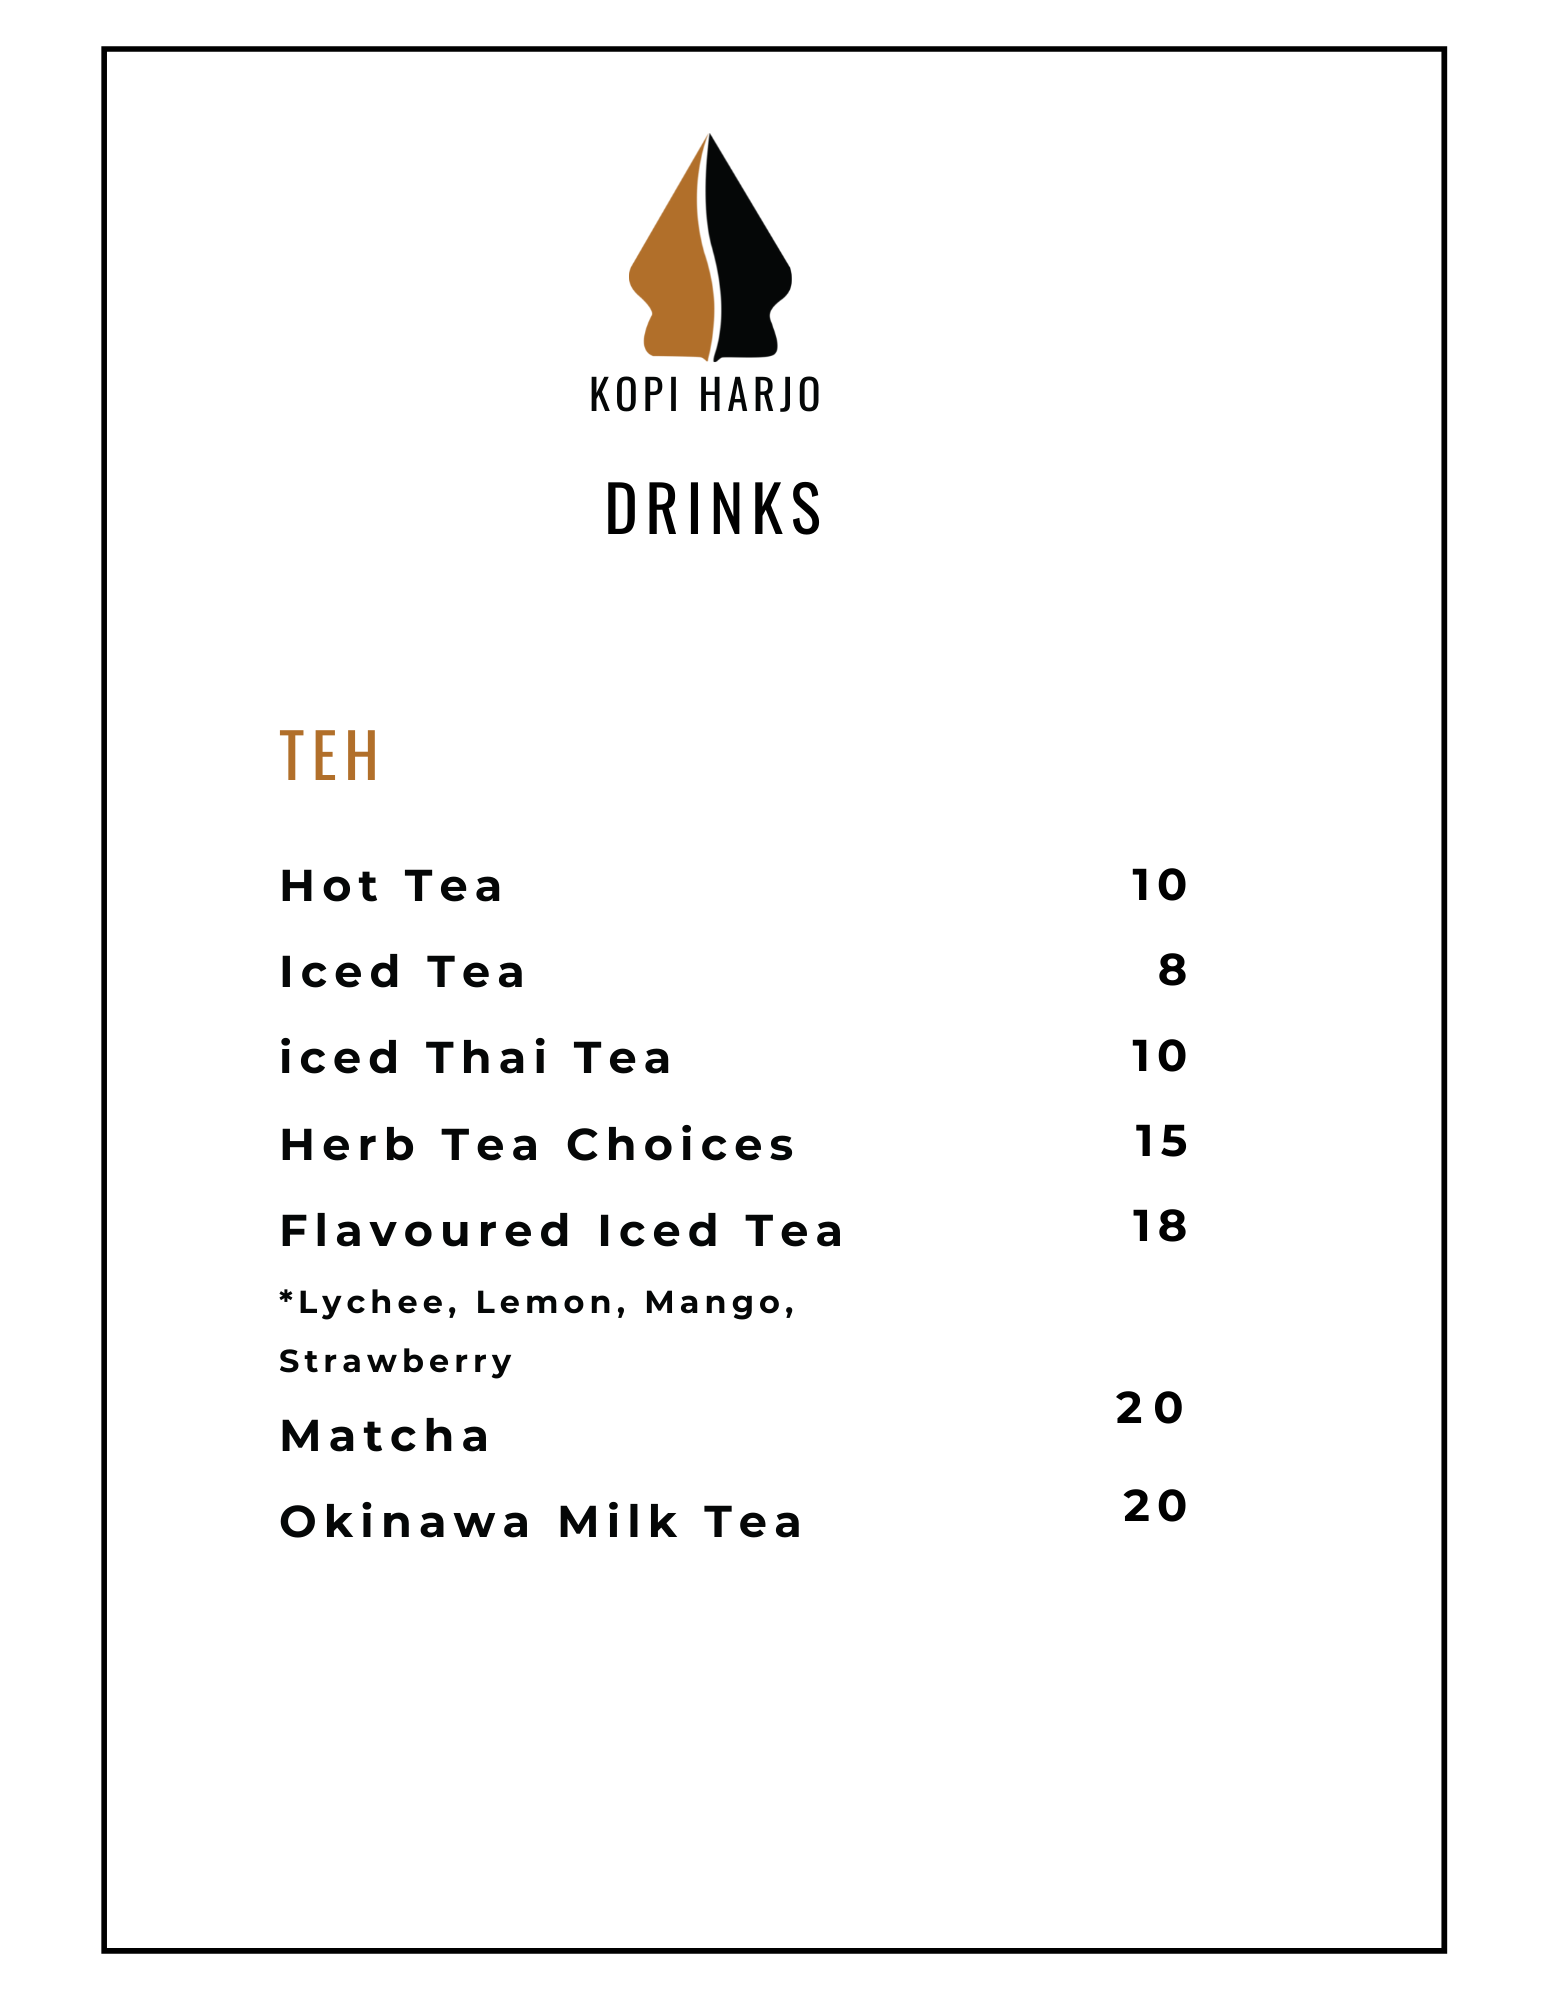 KOPI HARJO
DRINKS
TEH
Hot Tea 10
Iced Tea 8
iced Thai Tea 10
Herb Tea Choices 15
Flavoured Iced Tea 18
*Lychee, Lemon, Mango,
Strawberry
Matcha 20
Okinawa Milk Tea 20